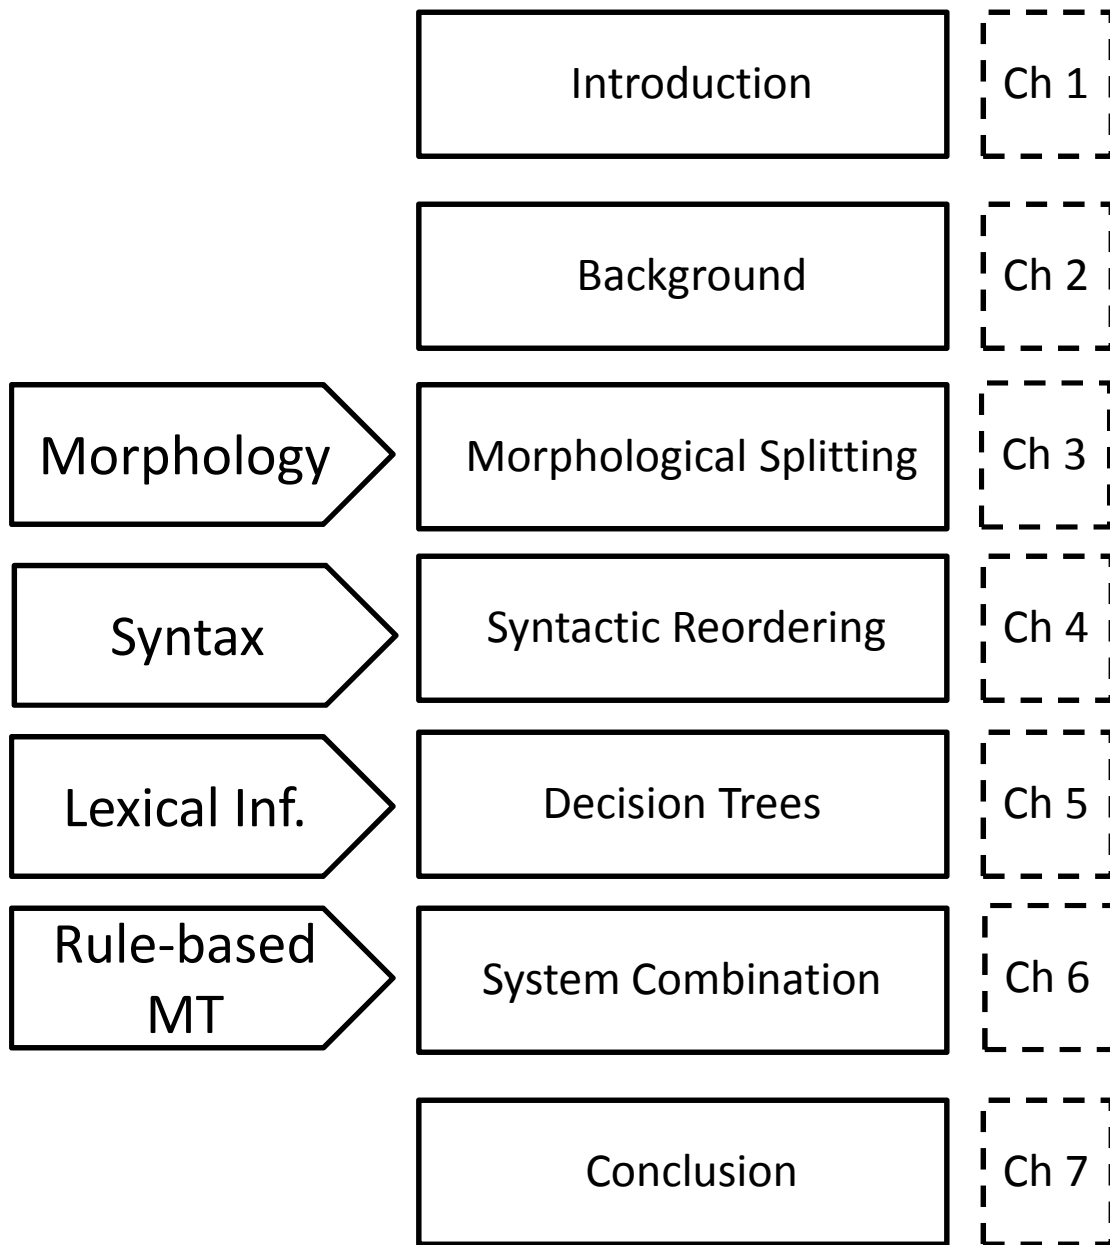 Introduction
Ch 1
Background
Ch 2
Morphology
Morphological Splitting
Ch 3
Syntax
Syntactic Reordering
Ch 4
Lexical Inf.
Decision Trees
Ch 5
Rule-based
MT
System Combination
Ch 6
Conclusion
Ch 7